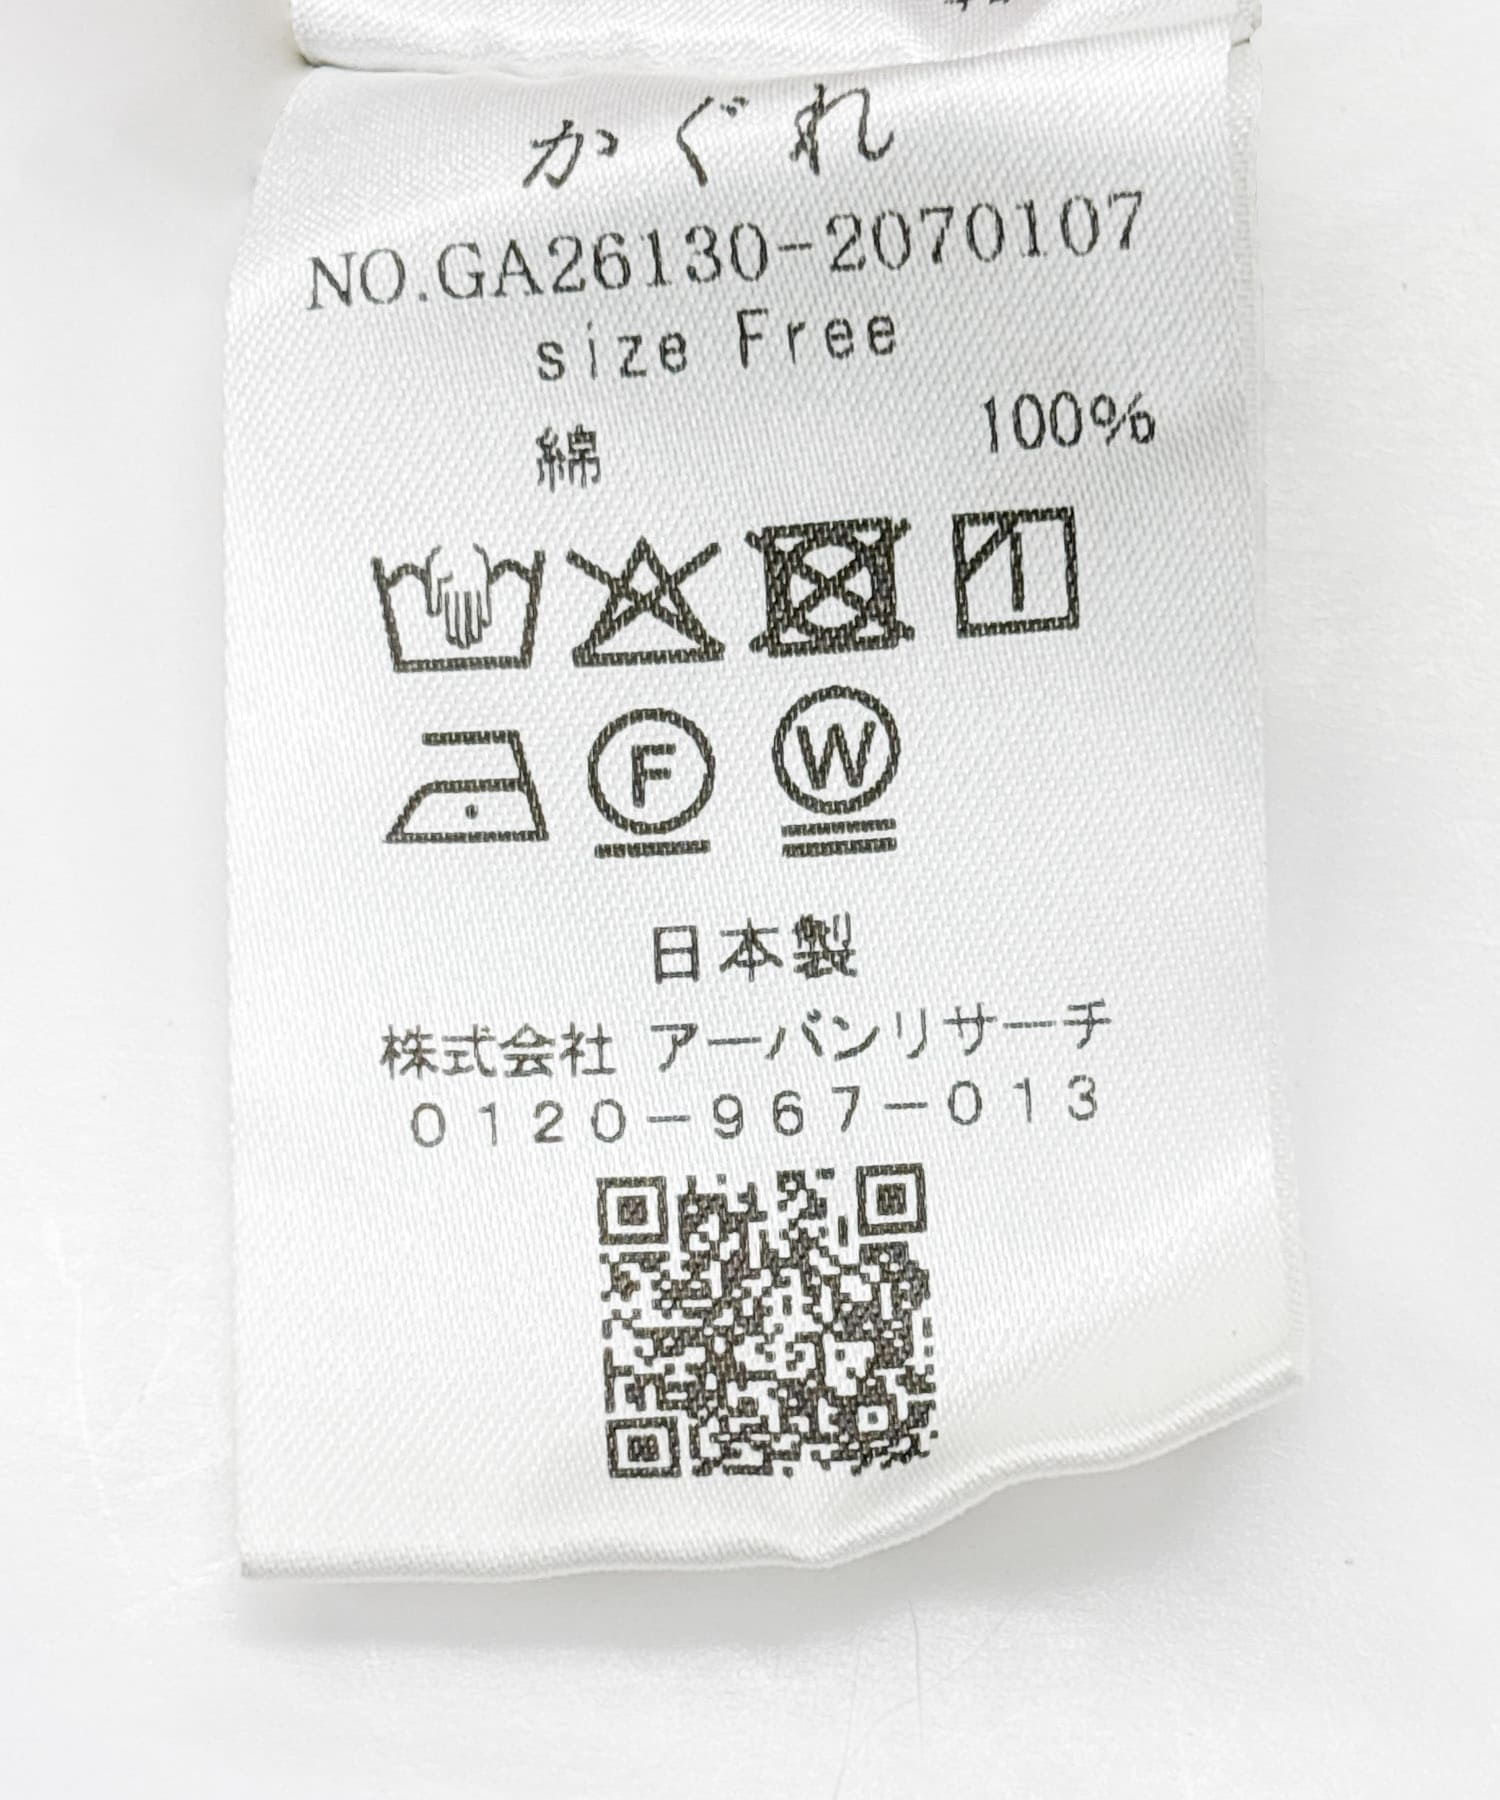 かぐれ
NO.GA26130-2070107
size Free
綿 100%
F W
日本製
株式会社 アーバンリサーチ
0120-967-013